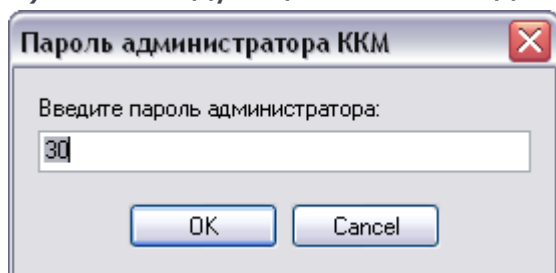 Пароль администратора ККМ
Введите пароль администратора:
30
OK
Cancel